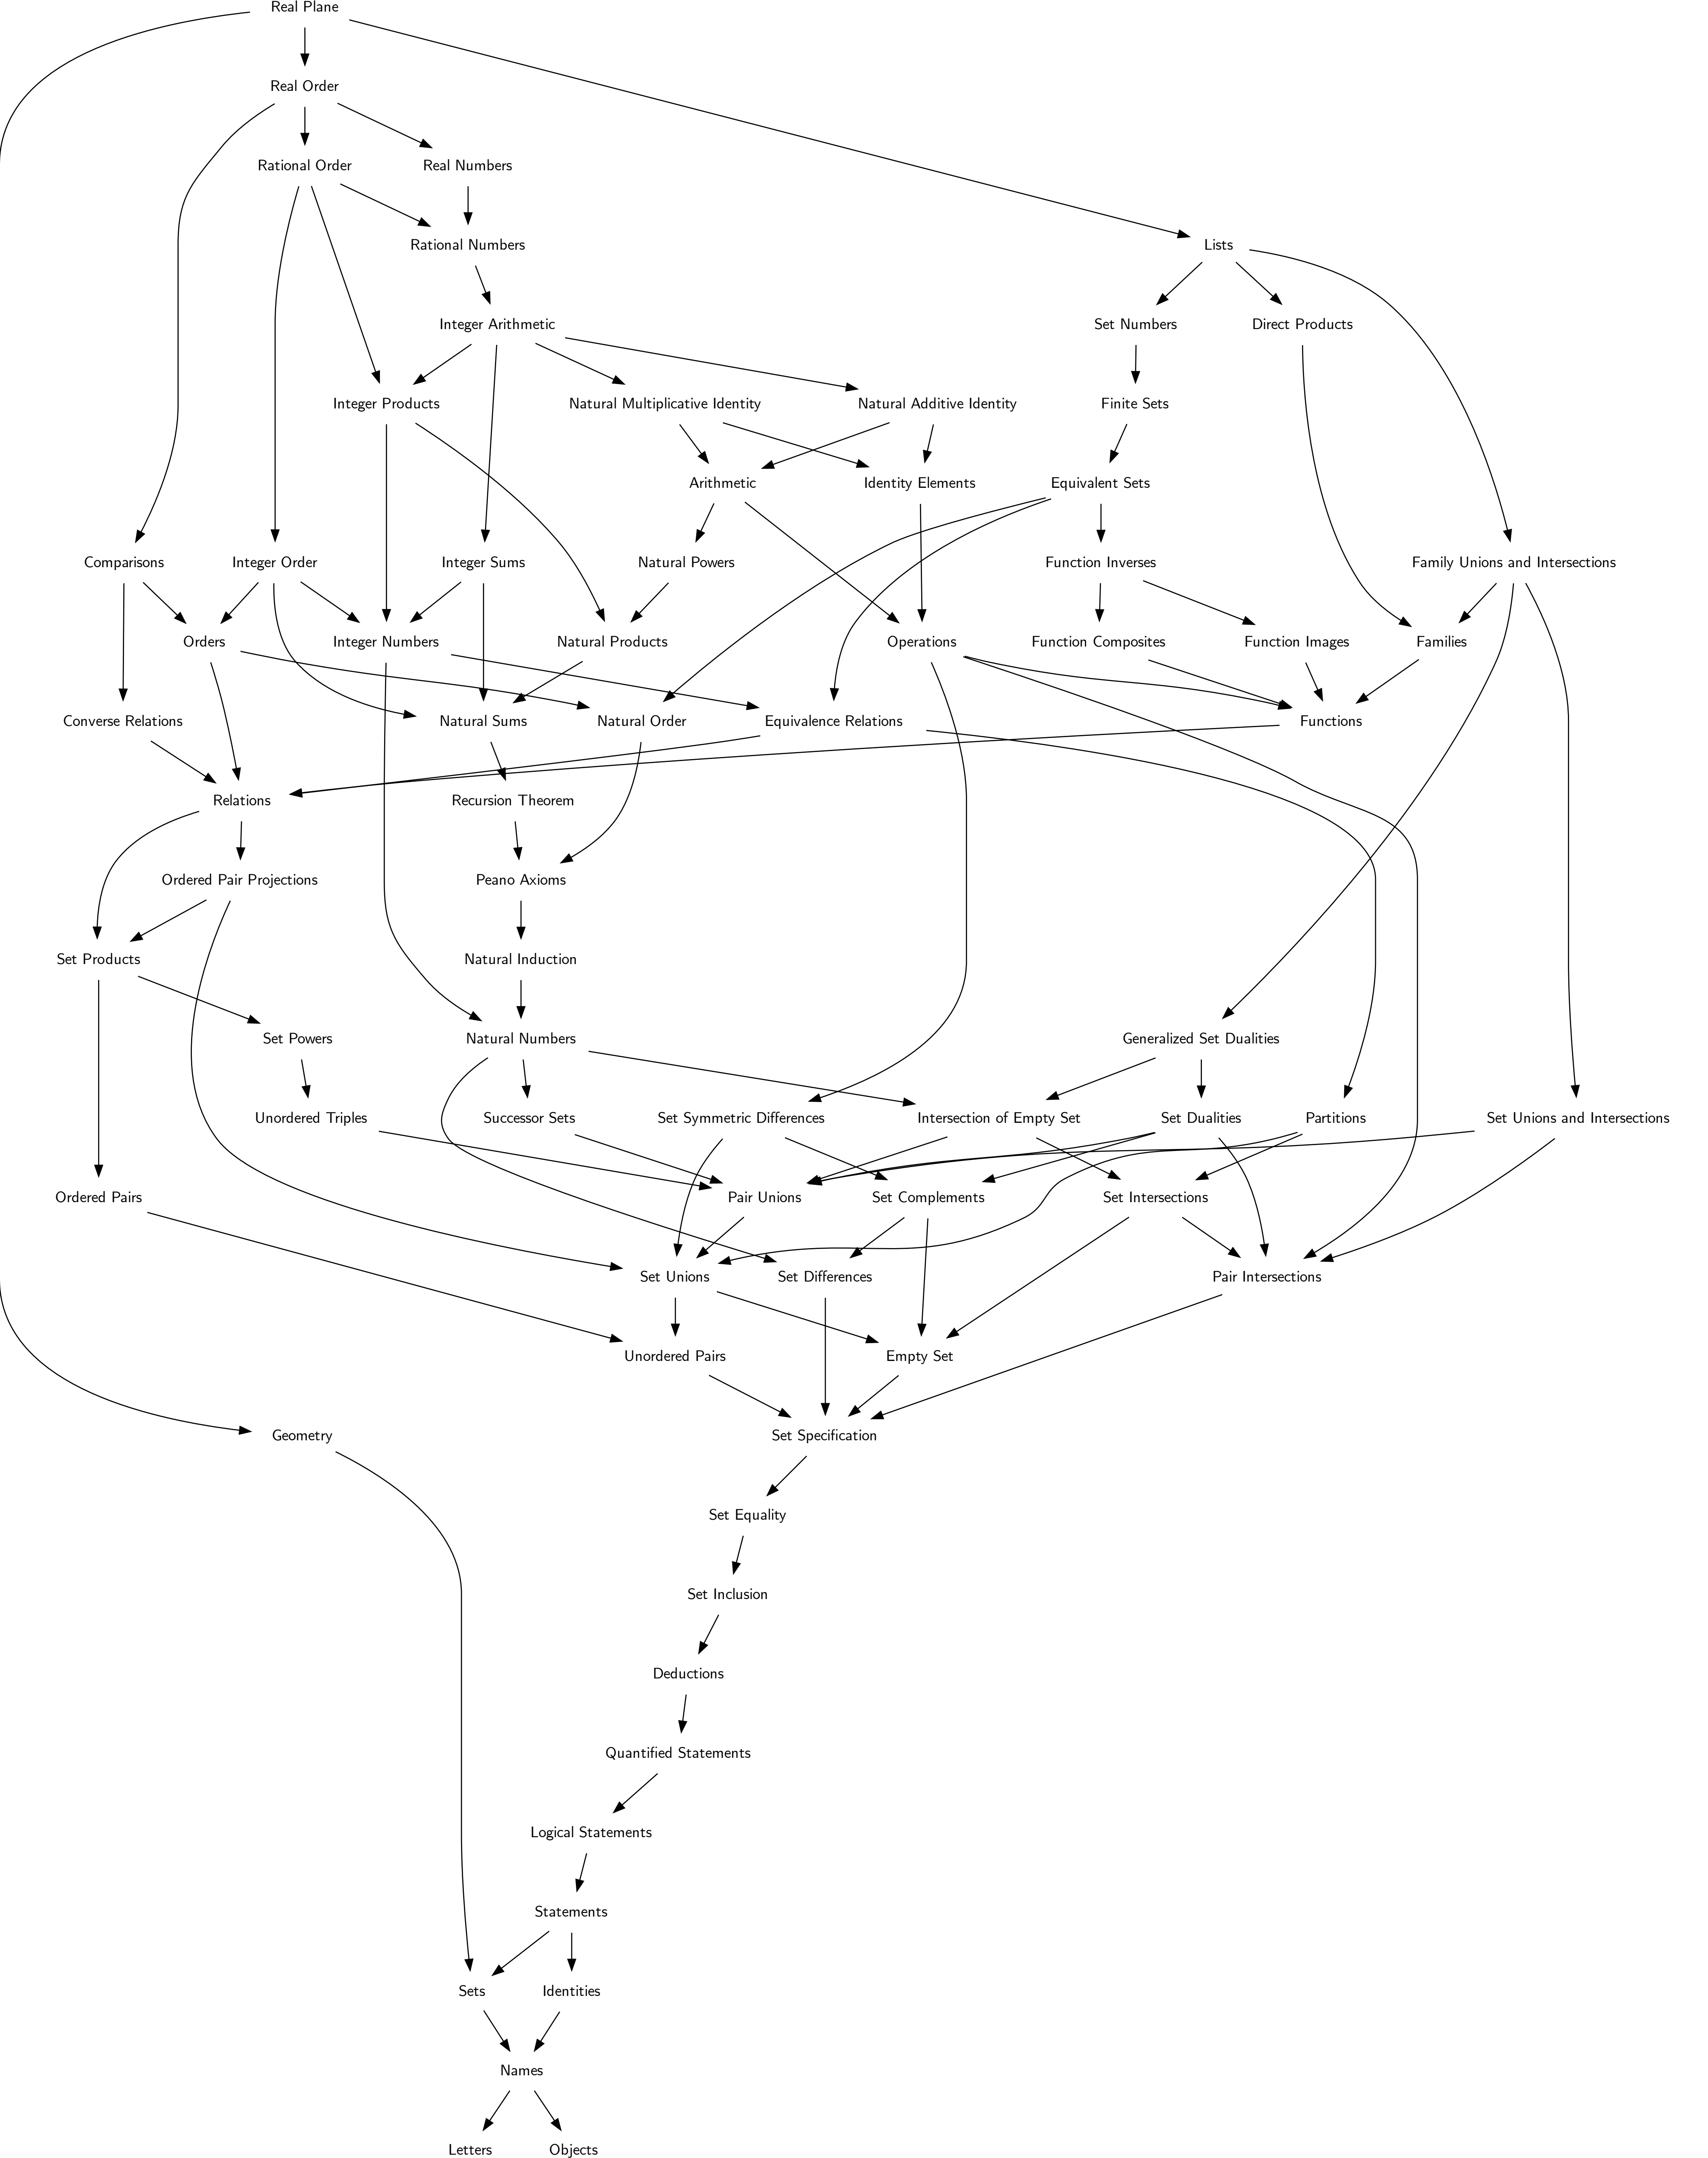 Real Plane
Real Order
Rational Order
Real Numbers
Rational Numbers
Lists
Integer Arithmetic
Set Numbers
Direct Products
Integer Products
Natural Multiplicative Identity
Natural Additive Identity
Finite Sets
Arithmetic
Identity Elements
Equivalent Sets
Comparisons
Integer Order
Integer Sums
Natural Powers
Function Inverses
Family Unions and Intersections
Orders
Integer Numbers
Natural Products
Operations
Function Composites
Function Images
Families
Converse Relations
Natural Sums
Natural Order
Equivalence Relations
Functions
Relations
Recursion Theorem
Ordered Pair Projections
Peano Axioms
Set Products
Natural Induction
Set Powers
Natural Numbers
Generalized Set Dualities
Unordered Triples
Successor Sets
Set Symmetric Differences
Intersection of Empty Set
Set Dualities
Partitions
Set Unions and Intersections
Ordered Pairs
Pair Unions
Set Complements
Set Intersections
Set Unions
Set Differences
Pair Intersections
Unordered Pairs
Empty Set
Geometry
Set Specification
Set Equality
Set Inclusion
Deductions
Quantified Statements
Logical Statements
Statements
Sets
Identities
Names
Letters
Objects